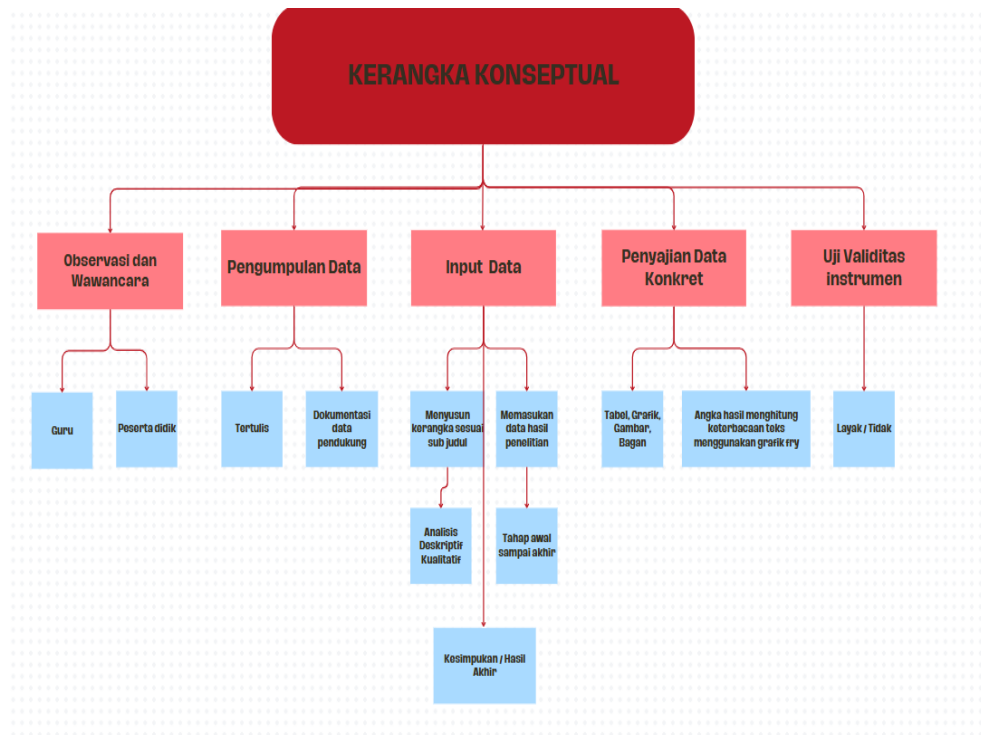 KERANGKA KONSEPTUAL
Observasi dan
Wawancara
Pengumpulan Data
Input Data
Penyajian Data
Konkret
Uji Validitas
instrumen
Guru
Peserta didik
Tertulis
Dokumentasi
data
pendukung
Menyusun
kerangka sesuai
sub judul
Memasukan
data hasil
penelitian
Tabel, Grafik,
Gambar,
Bagan
Angka hasil menghitung
keterbacaan teks
menggunakan grafik fry
Layak / Tidak
Analisis
Deskriptif
Kualitatif
Tahap awal
sampai akhir
Kesimpukan / Hasil
Akhir